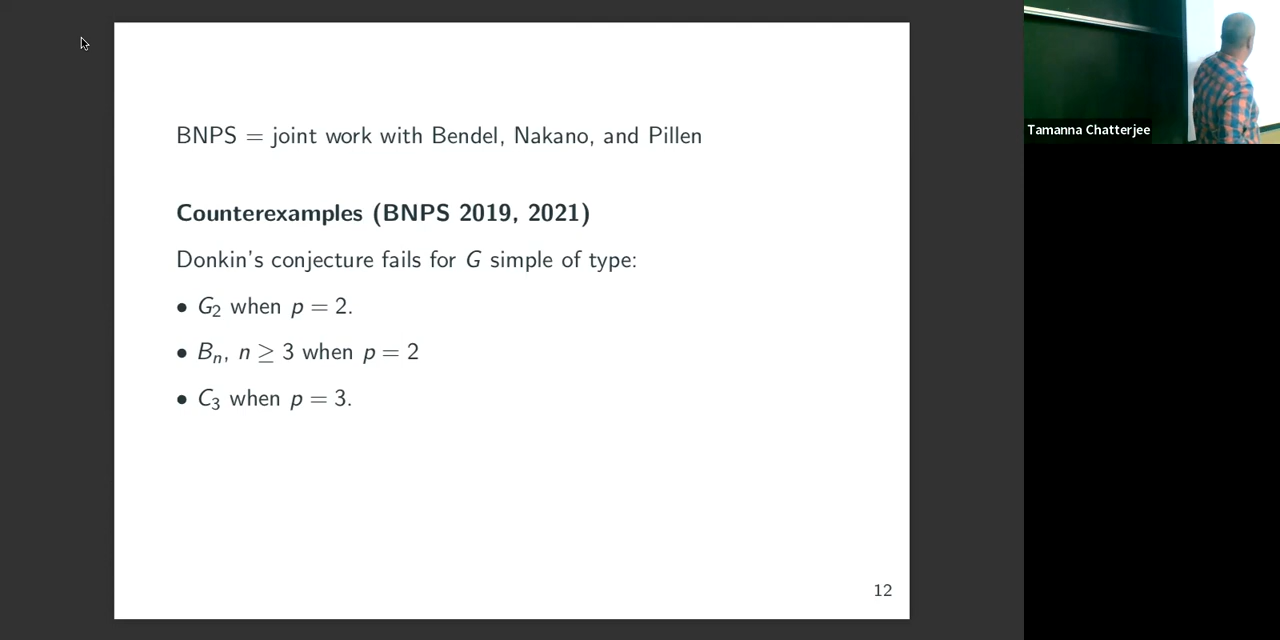 BNPS = joint work with Bendel, Nakano, and Pillen
Counterexamples (BNPS 2019, 2021)
Donkin's conjecture fails for G simple of type:
• G₂ when p = 2.
• Bₙ, n ≥ 3 when p = 2
• C₃ when p = 3.
12
Tamanna Chatterjee